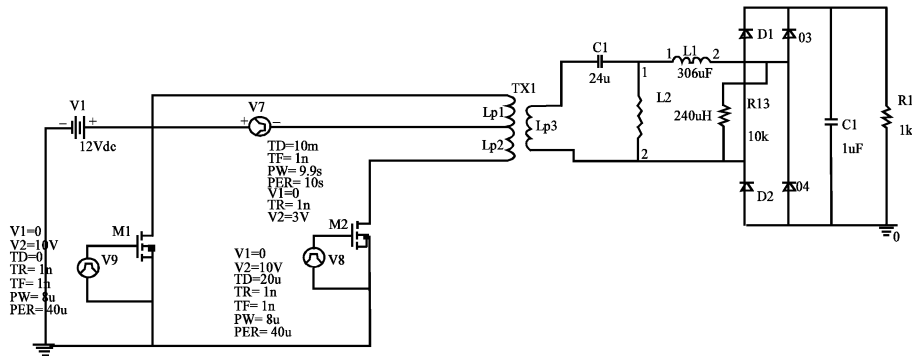 C1
24u
1 L1 2
306uF
D1
03
TX1
V1
− +
12Vdc
V7
+ −
Lp1
Lp2
Lp3
1
L2
2
240uH
R13
10k
C1
1uF
R1
1k
TD=10m
TF=1n
PW=9.9s
PER=10s
V1=0
TR=1n
V2=3V
D2
04
0
M1
V9
V1=0
V2=10V
TD=0
TR= 1n
TF= 1n
PW= 8u
PER= 40u
M2
V8
V1=0
V2=10V
TD=20u
TR= 1n
TF= 1n
PW= 8u
PER= 40u